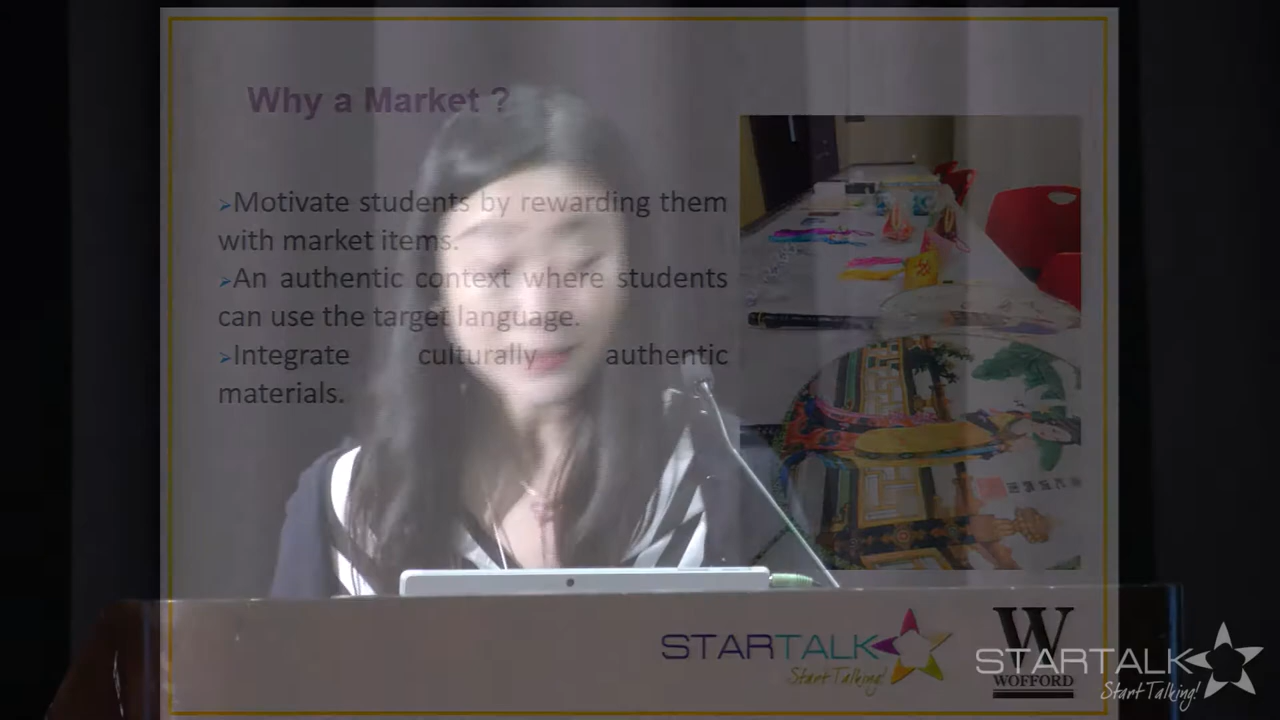 Why a Market ?
➢Motivate students by rewarding them
with market items.
➢An authentic context where students
can use the target language.
➢Integrate culturally authentic
materials.
STARTALK
Start Talking!
W
WOFFORD
STARTALK
Start Talking!